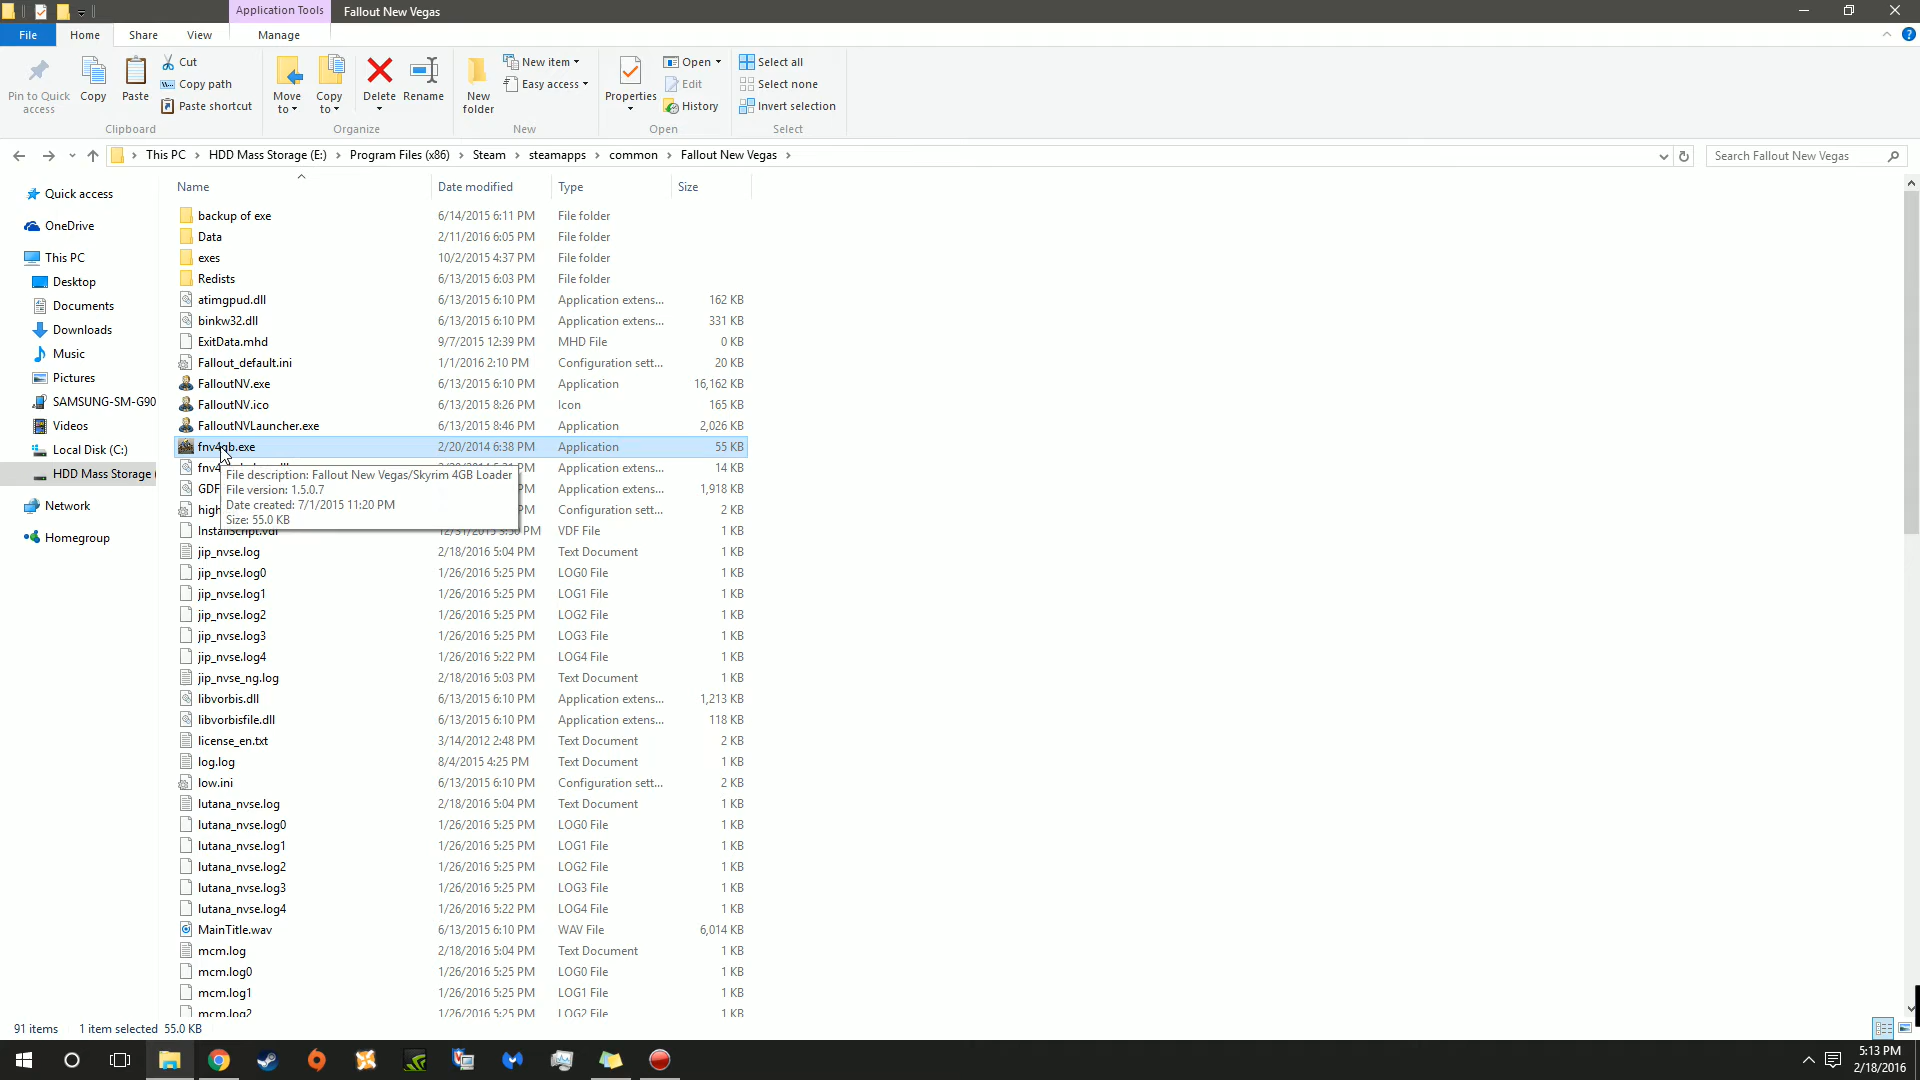 Application Tools
Fallout New Vegas
File
Home
Share
View
Manage
Pin to Quick access
Copy
Paste
Cut
Copy path
Paste shortcut
Clipboard
Move to
Copy to
Delete
Rename
Organize
New folder
New item
Easy access
New
Properties
Open
Edit
History
Open
Select all
Select none
Invert selection
Select
This PC > HDD Mass Storage (E:) > Program Files (x86) > Steam > steamapps > common > Fallout New Vegas >
Search Fallout New Vegas
Quick access
OneDrive
This PC
Desktop
Documents
Downloads
Music
Pictures
SAMSUNG-SM-G90
Videos
Local Disk (C:)
HDD Mass Storage (
Network
Homegroup
Name Date modified Type Size
backup of exe 6/14/2015 6:11 PM File folder
Data 2/11/2016 6:05 PM File folder
exes 10/2/2015 4:37 PM File folder
Redists 6/13/2015 6:03 PM File folder
atimgpud.dll 6/13/2015 6:10 PM Application extens... 162 KB
binkw32.dll 6/13/2015 6:10 PM Application extens... 331 KB
ExitData.mhd 9/7/2015 12:39 PM MHD File 0 KB
Fallout_default.ini 1/1/2016 2:10 PM Configuration sett... 20 KB
FalloutNV.exe 6/13/2015 6:10 PM Application 16,162 KB
FalloutNV.ico 6/13/2015 8:26 PM Icon 165 KB
FalloutNVLauncher.exe 6/13/2015 8:46 PM Application 2,026 KB
fnv4gb.exe 2/20/2014 6:38 PM Application 55 KB
fnv4 Application extens... 14 KB
GDF PM Application extens... 1,918 KB
high PM Configuration sett... 2 KB
InstallScript.vdf VDF File 1 KB
File description: Fallout New Vegas/Skyrim 4GB Loader
File version: 1.5.0.7
Date created: 7/1/2015 11:20 PM
Size: 55.0 KB
jip_nvse.log 2/18/2016 5:04 PM Text Document 1 KB
jip_nvse.log0 1/26/2016 5:25 PM LOG0 File 1 KB
jip_nvse.log1 1/26/2016 5:25 PM LOG1 File 1 KB
jip_nvse.log2 1/26/2016 5:25 PM LOG2 File 1 KB
jip_nvse.log3 1/26/2016 5:25 PM LOG3 File 1 KB
jip_nvse.log4 1/26/2016 5:22 PM LOG4 File 1 KB
jip_nvse_ng.log 2/18/2016 5:03 PM Text Document 1 KB
libvorbis.dll 6/13/2015 6:10 PM Application extens... 1,213 KB
libvorbisfile.dll 6/13/2015 6:10 PM Application extens... 118 KB
license_en.txt 3/14/2012 2:48 PM Text Document 2 KB
log.log 8/4/2015 4:25 PM Text Document 1 KB
low.ini 6/13/2015 6:10 PM Configuration sett... 2 KB
lutana_nvse.log 2/18/2016 5:04 PM Text Document 1 KB
lutana_nvse.log0 1/26/2016 5:25 PM LOG0 File 1 KB
lutana_nvse.log1 1/26/2016 5:25 PM LOG1 File 1 KB
lutana_nvse.log2 1/26/2016 5:25 PM LOG2 File 1 KB
lutana_nvse.log3 1/26/2016 5:25 PM LOG3 File 1 KB
lutana_nvse.log4 1/26/2016 5:22 PM LOG4 File 1 KB
MainTitle.wav 6/13/2015 6:10 PM WAV File 6,014 KB
mcm.log 2/18/2016 5:04 PM Text Document 1 KB
mcm.log0 1/26/2016 5:25 PM LOG0 File 1 KB
mcm.log1 1/26/2016 5:25 PM LOG1 File 1 KB
mcm.log2 1/26/2016 5:25 PM LOG2 File 1 KB
91 items 1 item selected 55.0 KB
5:13 PM
2/18/2016